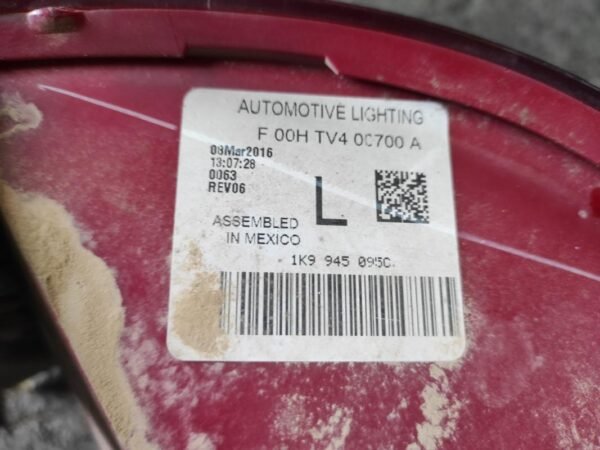 AUTOMOTIVE LIGHTING
F 00H TV4 00700 A
08Mar2016
13:07:28
0063
REV06
L
ASSEMBLED
IN MEXICO
1K9 945 095C